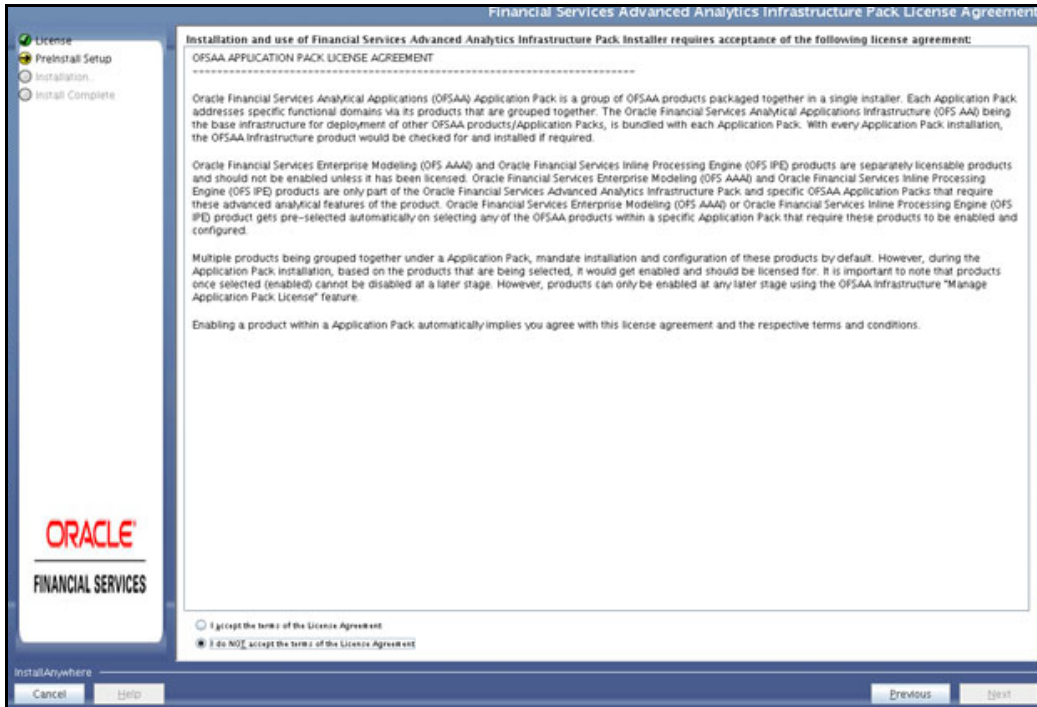 Financial Services Advanced Analytics Infrastructure Pack License Agreement
License
PreInstall Setup
Installation...
Install Complete
Installation and use of Financial Services Advanced Analytics Infrastructure Pack Installer requires acceptance of the following license agreement:
OFSAA APPLICATION PACK LICENSE AGREEMENT
--------------------------------------------------------------------------------
Oracle Financial Services Analytical Applications (OFSAA) Application Pack is a group of OFSAA products packaged together in a single installer. Each Application Pack
addresses specific functional domains via its products that are grouped together. The Oracle Financial Services Analytical Applications Infrastructure (OFS AAI) being
the base infrastructure for deployment of other OFSAA products/Application Packs, is bundled with each Application Pack. With every Application Pack installation,
the OFSAA Infrastructure product would be checked for and installed if required.
Oracle Financial Services Enterprise Modeling (OFS AAAI) and Oracle Financial Services Inline Processing Engine (OFS IPE) products are separately licensable products
and should not be enabled unless it has been licensed. Oracle Financial Services Enterprise Modeling (OFS AAAI) and Oracle Financial Services Inline Processing
Engine (OFS IPE) products are only part of the Oracle Financial Services Advanced Analytics Infrastructure Pack and specific OFSAA Application Packs that require
these advanced analytical features of the product. Oracle Financial Services Enterprise Modeling (OFS AAAI) or Oracle Financial Services Inline Processing Engine (OFS
IPE) product gets pre-selected automatically on selecting any of the OFSAA products within a specific Application Pack that require these products to be enabled and
configured.
Multiple products being grouped together under a Application Pack, mandate installation and configuration of these products by default. However, during the
Application Pack installation, based on the products that are being selected, it would get enabled and should be licensed for. It is important to note that products
once selected (enabled) cannot be disabled at a later stage. However, products can only be enabled at any later stage using the OFSAA Infrastructure "Manage
Application Pack License" feature.
Enabling a product within a Application Pack automatically implies you agree with this license agreement and the respective terms and conditions.
ORACLE
FINANCIAL SERVICES
I accept the terms of the License Agreement
I do NOT accept the terms of the License Agreement
InstallAnywhere
Cancel
Help
Previous
Next